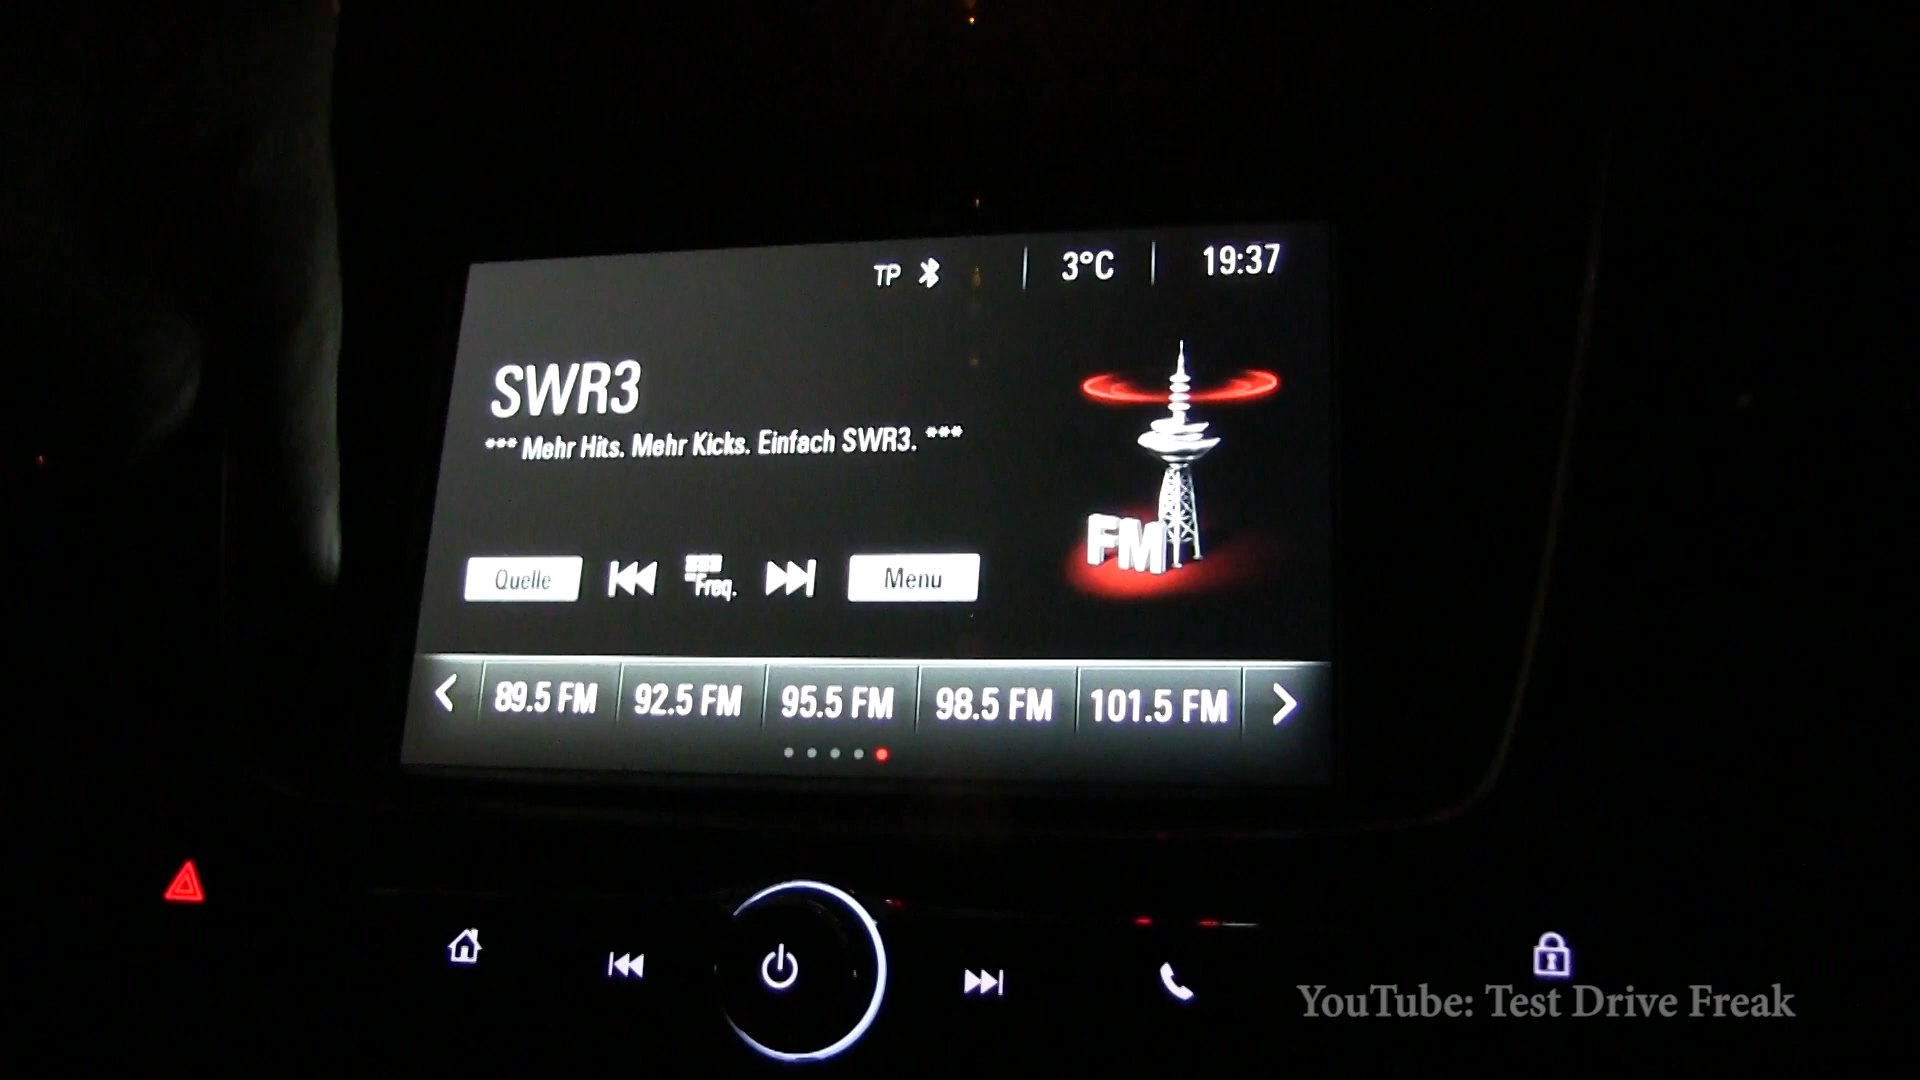 TP 3°C 19:37
SWR3
*** Mehr Hits. Mehr Kicks. Einfach SWR3. ***
FM
Quelle Freq. Menü
89.5 FM 92.5 FM 95.5 FM 98.5 FM 101.5 FM
YouTube: Test Drive Freak